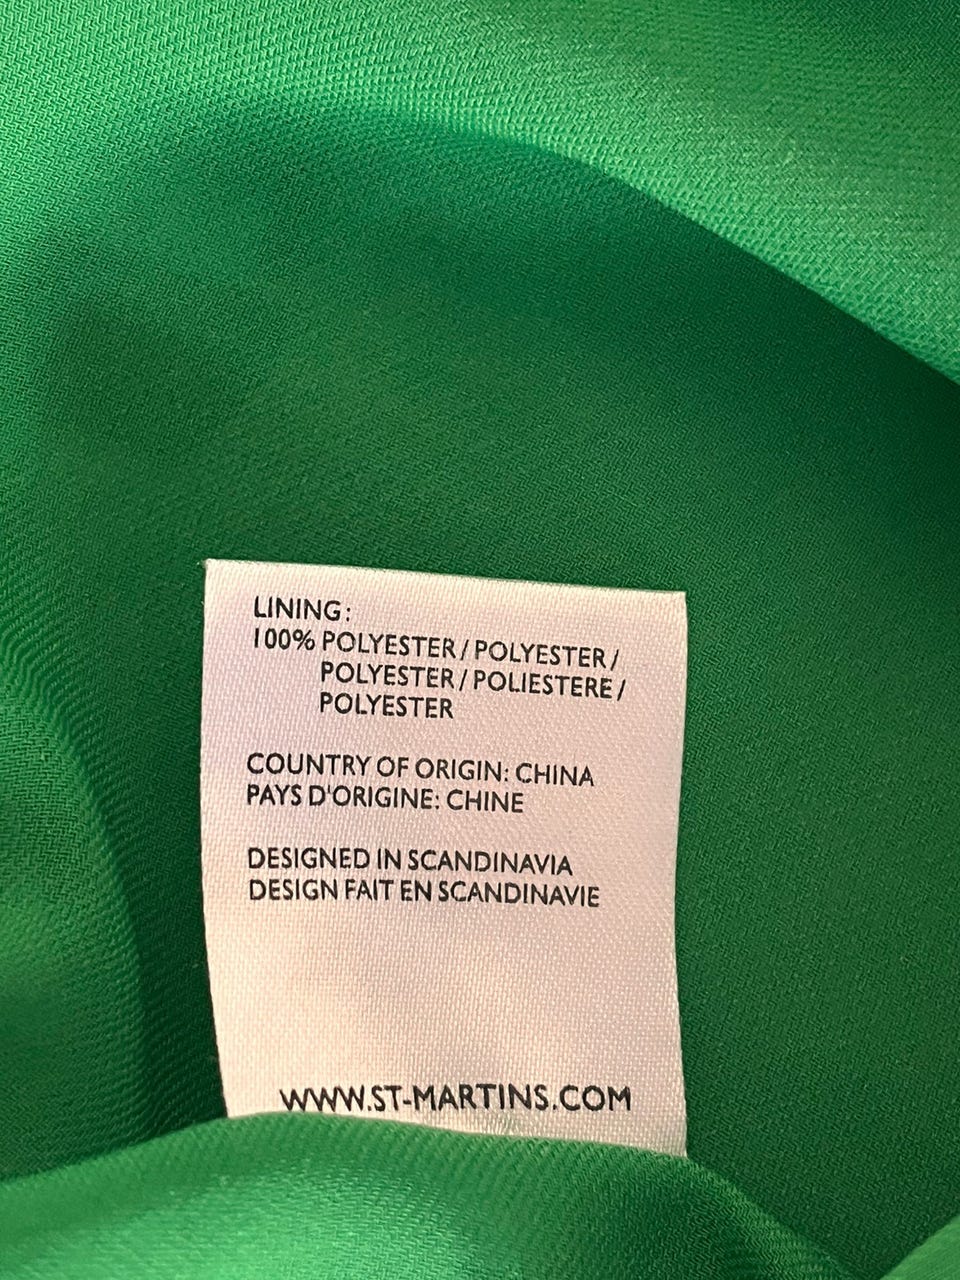 LINING:
100% POLYESTER / POLYESTER /
POLYESTER / POLIESTERE /
POLYESTER
COUNTRY OF ORIGIN: CHINA
PAYS D'ORIGINE: CHINE
DESIGNED IN SCANDINAVIA
DESIGN FAIT EN SCANDINAVIE
WWW.ST-MARTINS.COM